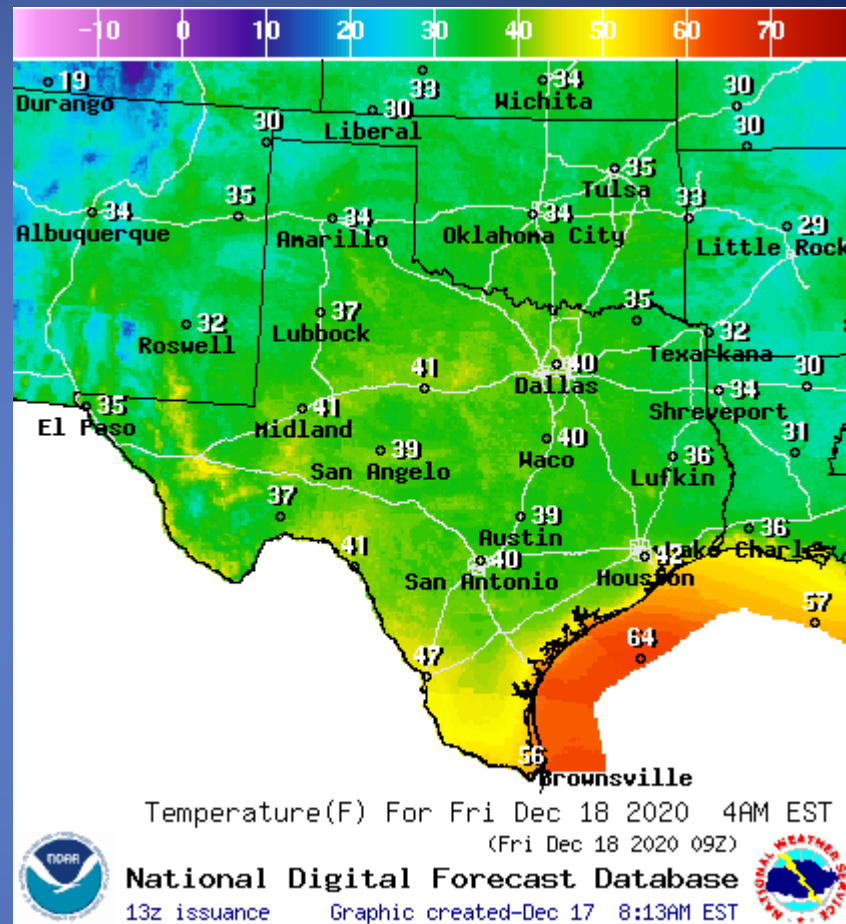 -10 0 10 20 30 40 50 60 70
19 33 34 30
Durango Liberal 30 Wichita
30 35 30
Tulsa
34 35 34 34 33 29
Albuquerque Amarillo Oklahoma City Little Rock
32 37 35 32
Roswell Lubbock Texarkana
41 40 30
Dallas
35 41 34
El Paso Midland Shreveport
39 40 36 31
San Angelo Waco Lufkin
37 39 36
Austin
41 40 42 Lake Charles
San Antonio Houston
57
64
47
56
Brownsville
Temperature(F) For Fri Dec 18 2020 4AM EST
(Fri Dec 18 2020 09Z)
NOAA
NATIONAL WEATHER SERVICE
National Digital Forecast Database
13z issuance Graphic created-Dec 17 8:13AM EST